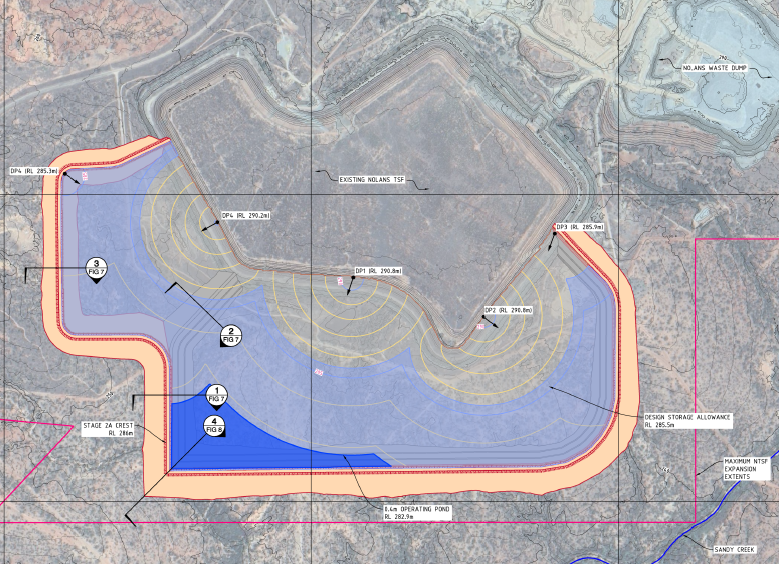 NOLANS WASTE DUMP
DP4 (RL 285.3m)
EXISTING NOLANS TSF
DP4 (RL 290.2m)
DP3 (RL 285.9m)
3
FIG 7
DP1 (RL 290.8m)
DP2 (RL 290.8m)
2
FIG 7
1
FIG 7
4
FIG 8
STAGE 2A CREST
RL 286m
DESIGN STORAGE ALLOWANCE
RL 285.5m
MAXIMUM NTSF
EXPANSION
EXTENTS
0.4m OPERATING POND
RL 282.9m
SANDY CREEK